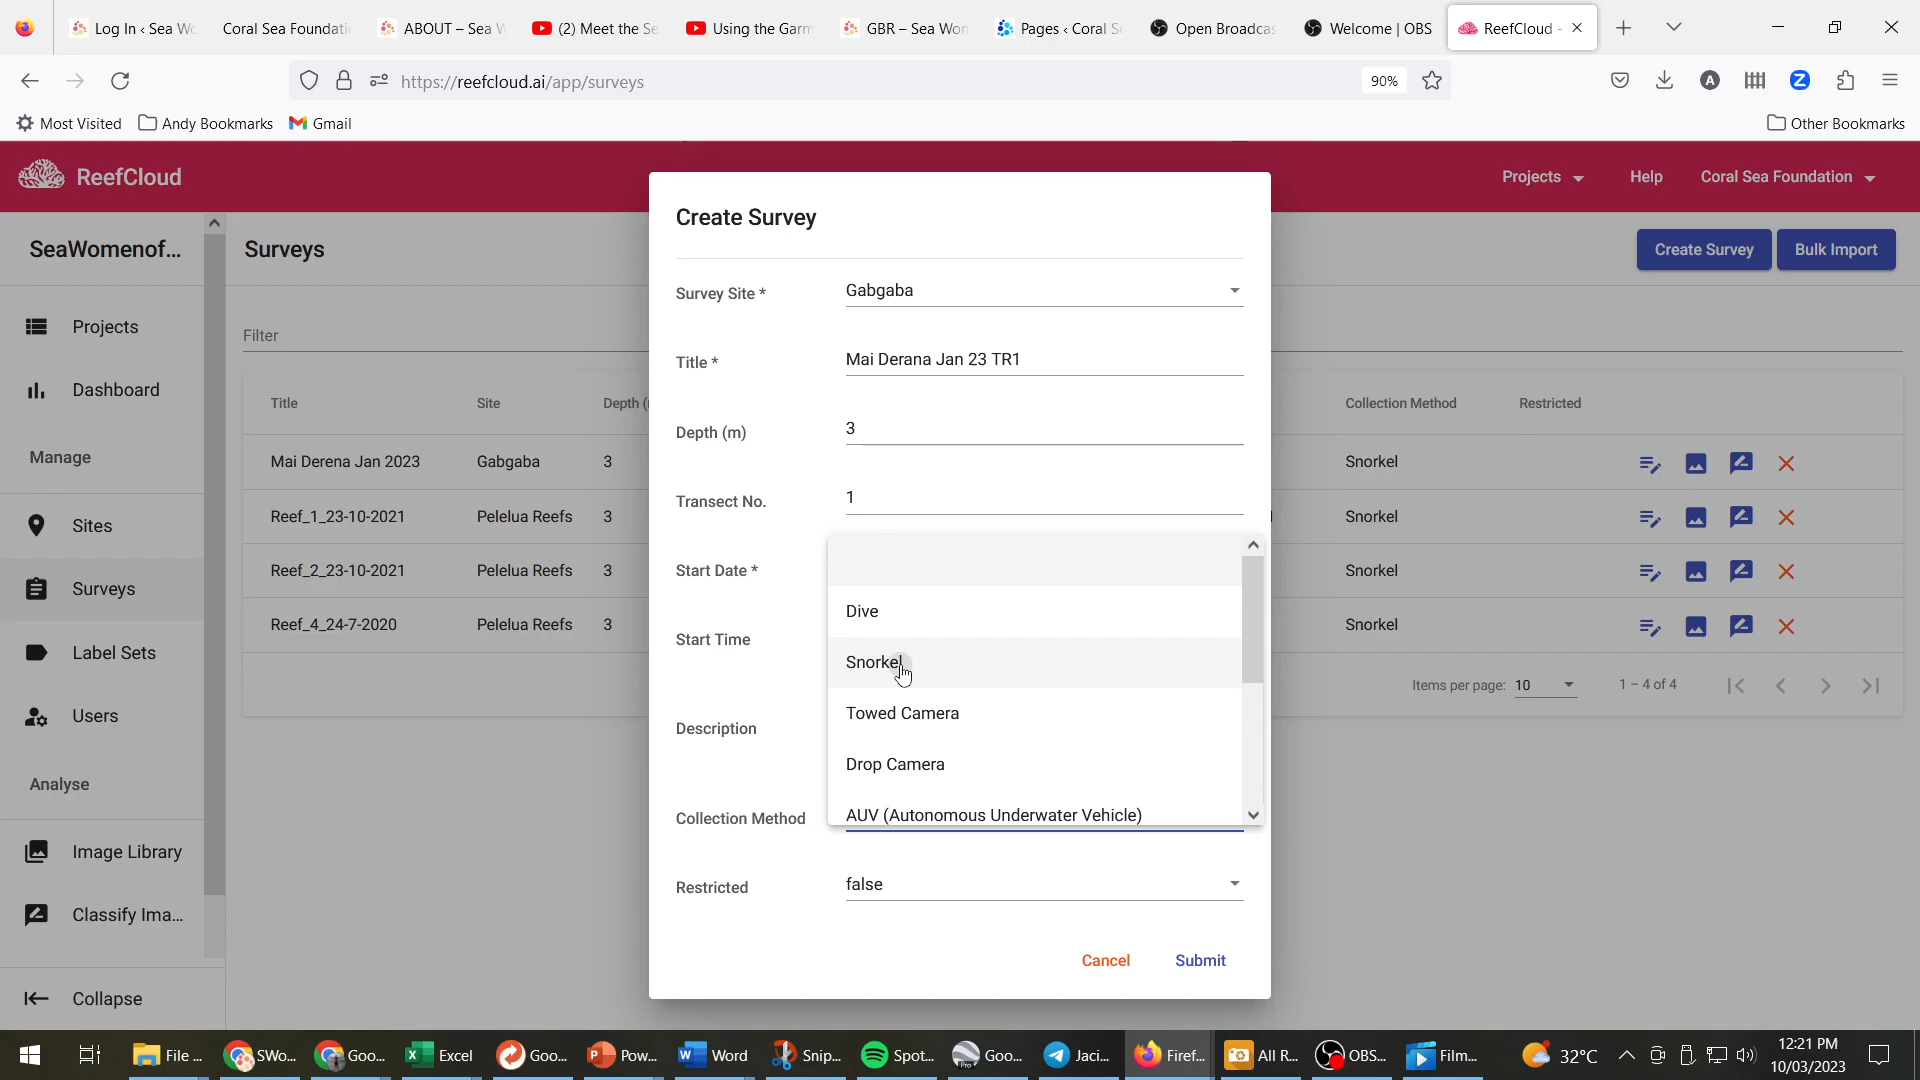 Log In ‹ Sea Wo
Coral Sea Foundati
ABOUT – Sea W
(2) Meet the Se
Using the Garm
GBR – Sea Wom
Pages ‹ Coral S
Open Broadcas
Welcome | OBS
ReefCloud -
https://reefcloud.ai/app/surveys
90%
Most Visited
Andy Bookmarks
Gmail
Other Bookmarks
ReefCloud
Projects
Help
Coral Sea Foundation
SeaWomenof...
Surveys
Create Survey
Bulk Import
Projects
Dashboard
Manage
Sites
Surveys
Label Sets
Users
Analyse
Image Library
Classify Ima...
Collapse
Filter
Title
Site
Depth (
Collection Method
Restricted
Mai Derena Jan 2023
Gabgaba
3
Snorkel
Reef_1_23-10-2021
Pelelua Reefs
3
Snorkel
Reef_2_23-10-2021
Pelelua Reefs
3
Snorkel
Reef_4_24-7-2020
Pelelua Reefs
3
Snorkel
Items per page: 10
1 – 4 of 4
Create Survey
Survey Site *
Gabgaba
Title *
Mai Derana Jan 23 TR1
Depth (m)
3
Transect No.
1
Start Date *
Start Time
Description
Collection Method
Dive
Snorkel
Towed Camera
Drop Camera
AUV (Autonomous Underwater Vehicle)
Restricted
false
Cancel
Submit
File ...
SWo...
Goo...
Excel
Goo...
Pow...
Word
Snip...
Spot...
Goo...
Jaci...
Firef...
All R...
OBS...
Film...
32°C
12:21 PM
10/03/2023